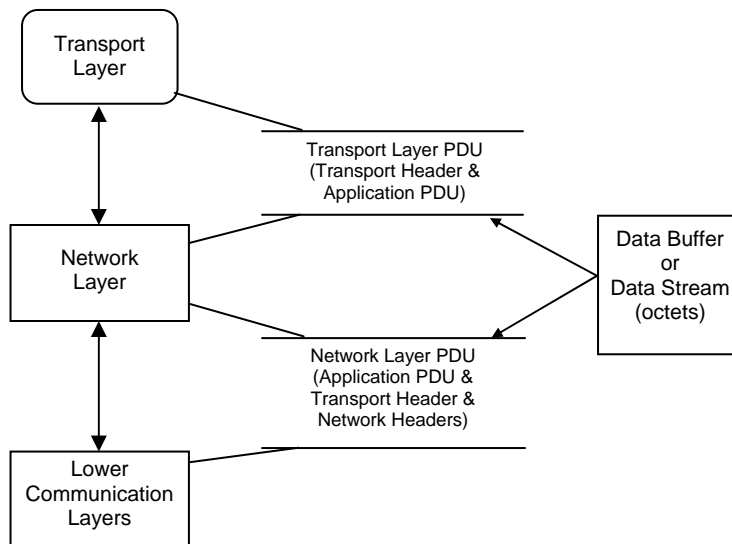 Transport
Layer
Transport Layer PDU
(Transport Header &
Application PDU)
Network
Layer
Data Buffer
or
Data Stream
(octets)
Network Layer PDU
(Application PDU &
Transport Header &
Network Headers)
Lower
Communication
Layers